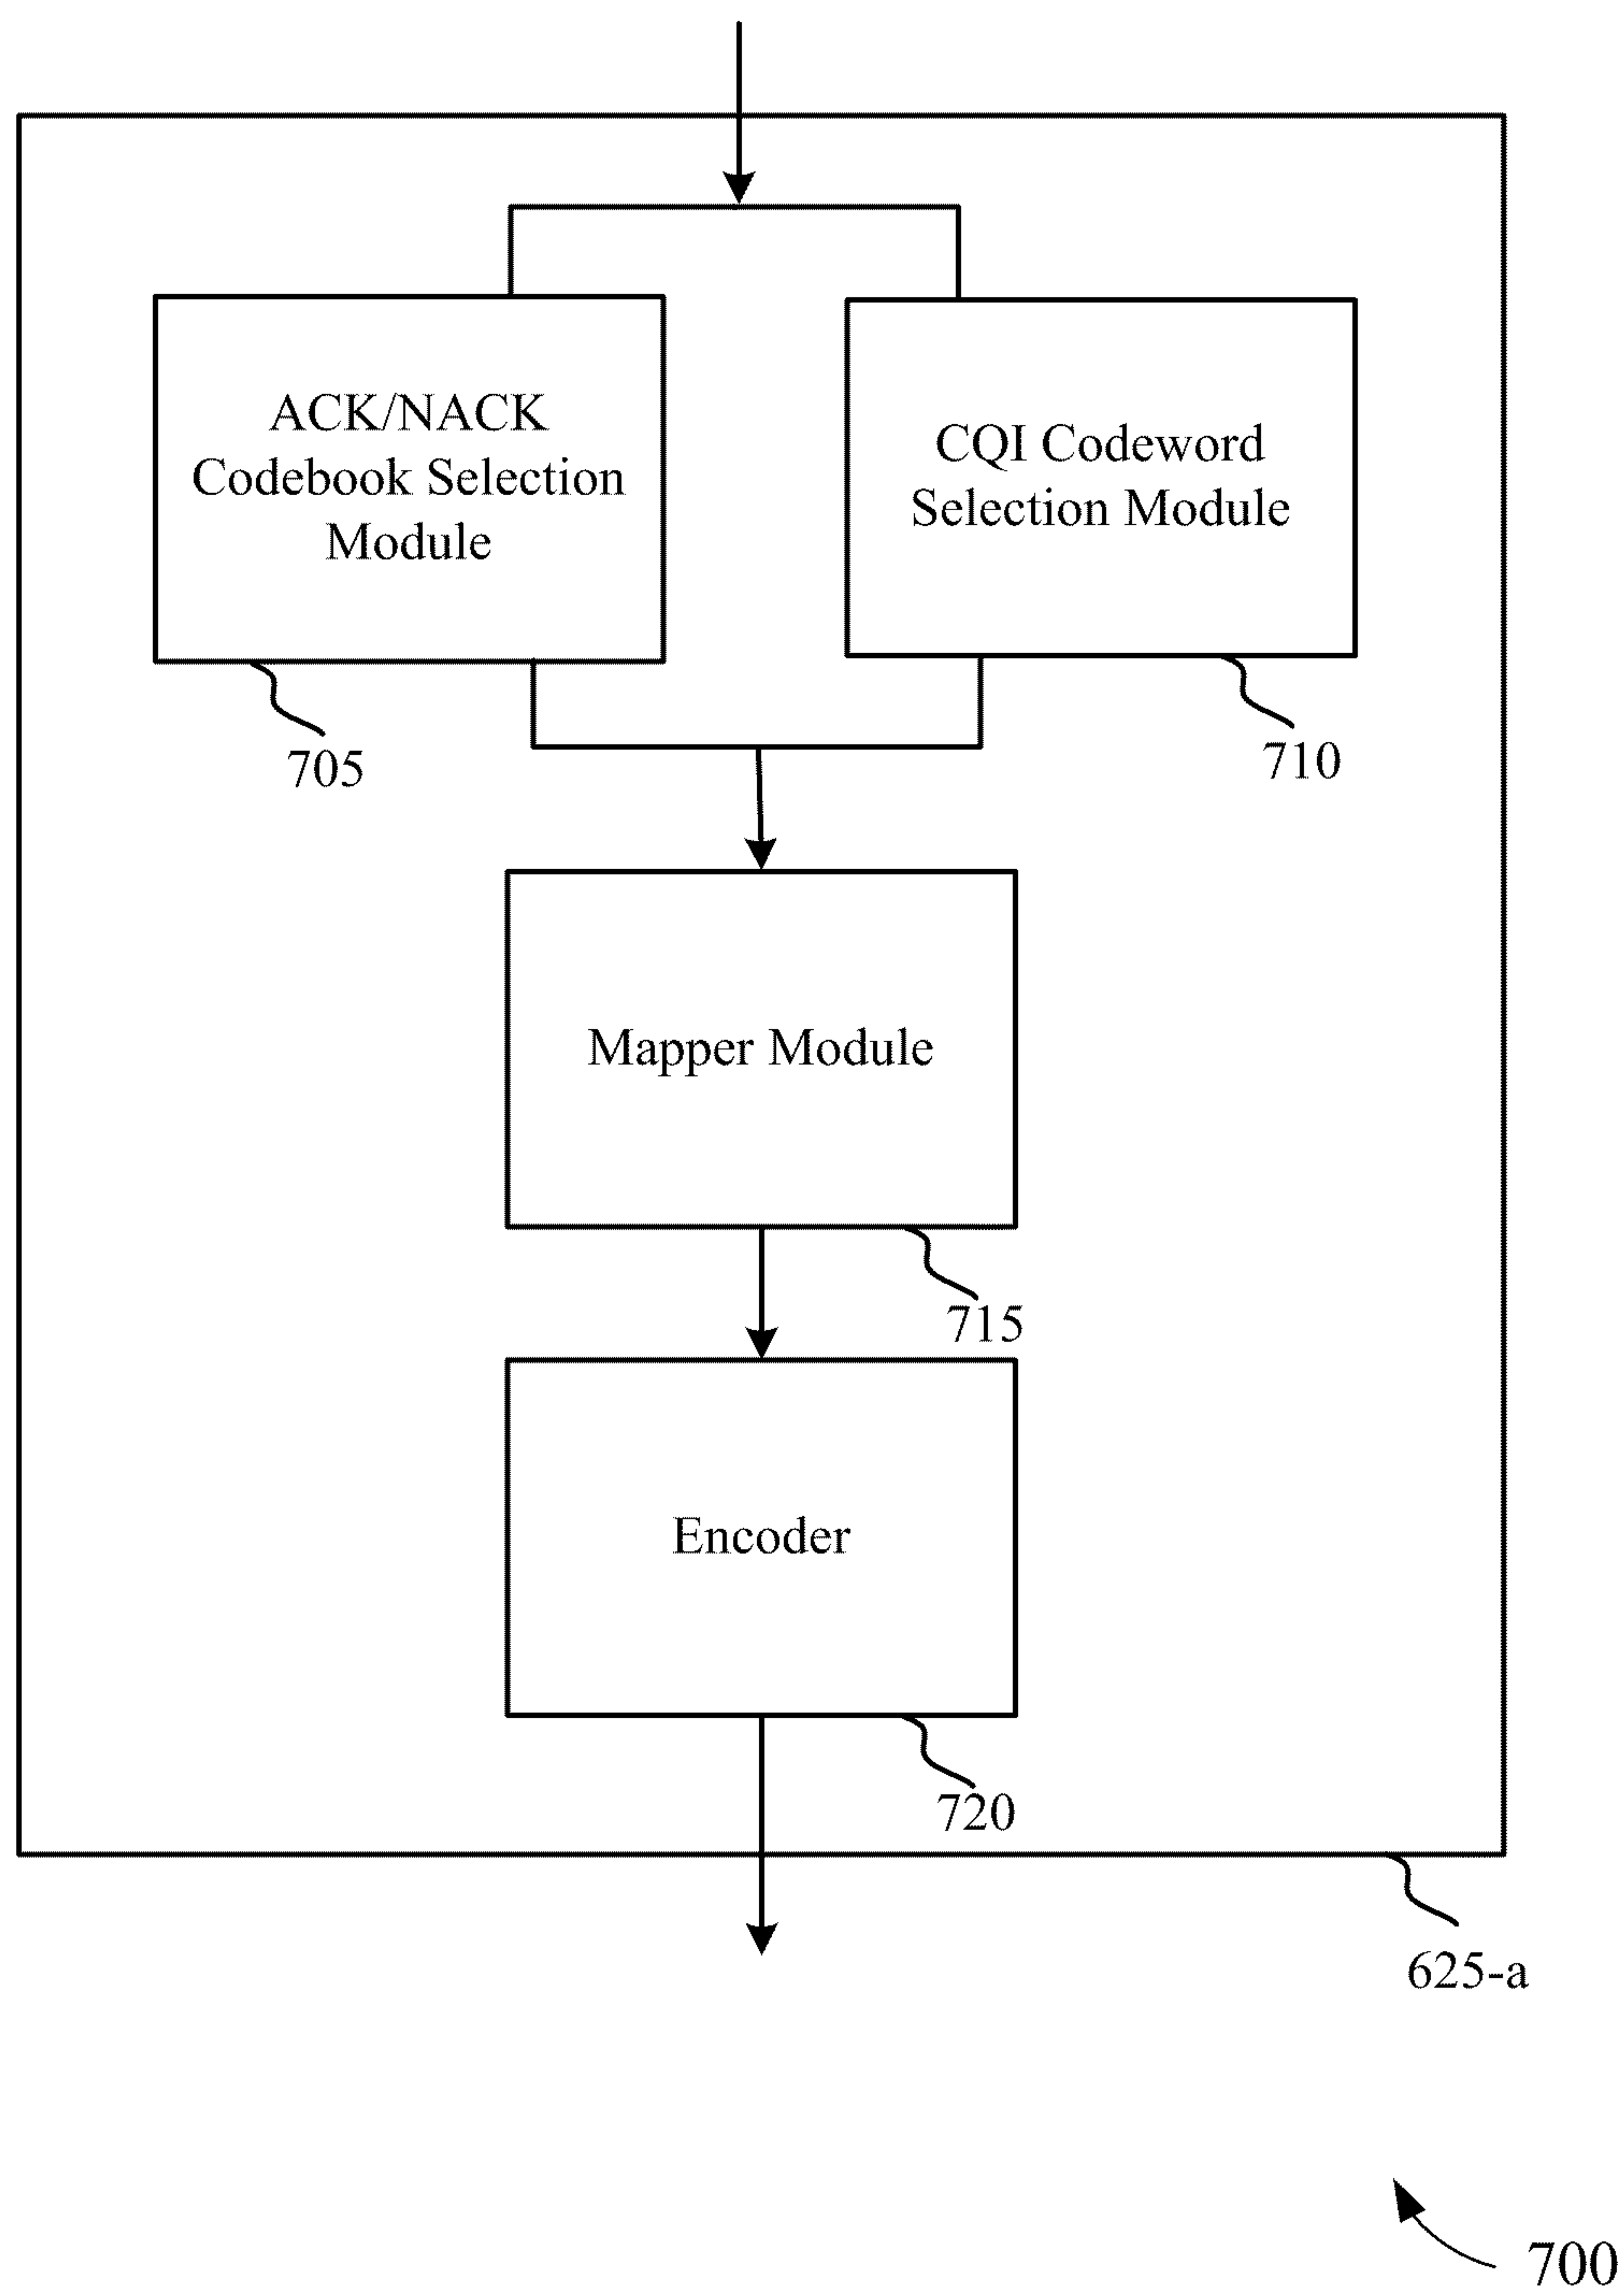 ACK/NACK
Codebook Selection
Module
CQI Codeword
Selection Module
705
710
Mapper Module
715
Encoder
720
625-a
700